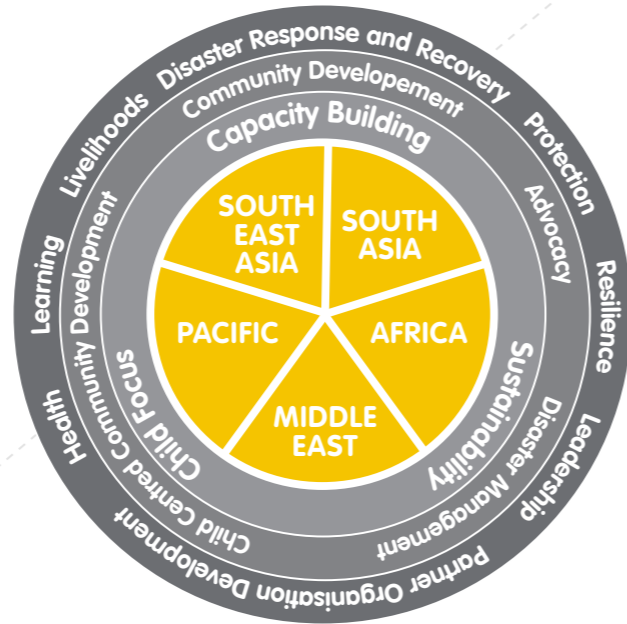 Disaster Response and Recovery
Protection
Resilience
Leadership
Partner Organisation Development
Health
Learning
Livelihoods
Community Developement
Advocacy
Disaster Management
Child Centred Community Development
Capacity Building
Sustainability
Child Focus
SOUTH
EAST
ASIA
SOUTH
ASIA
AFRICA
MIDDLE
EAST
PACIFIC